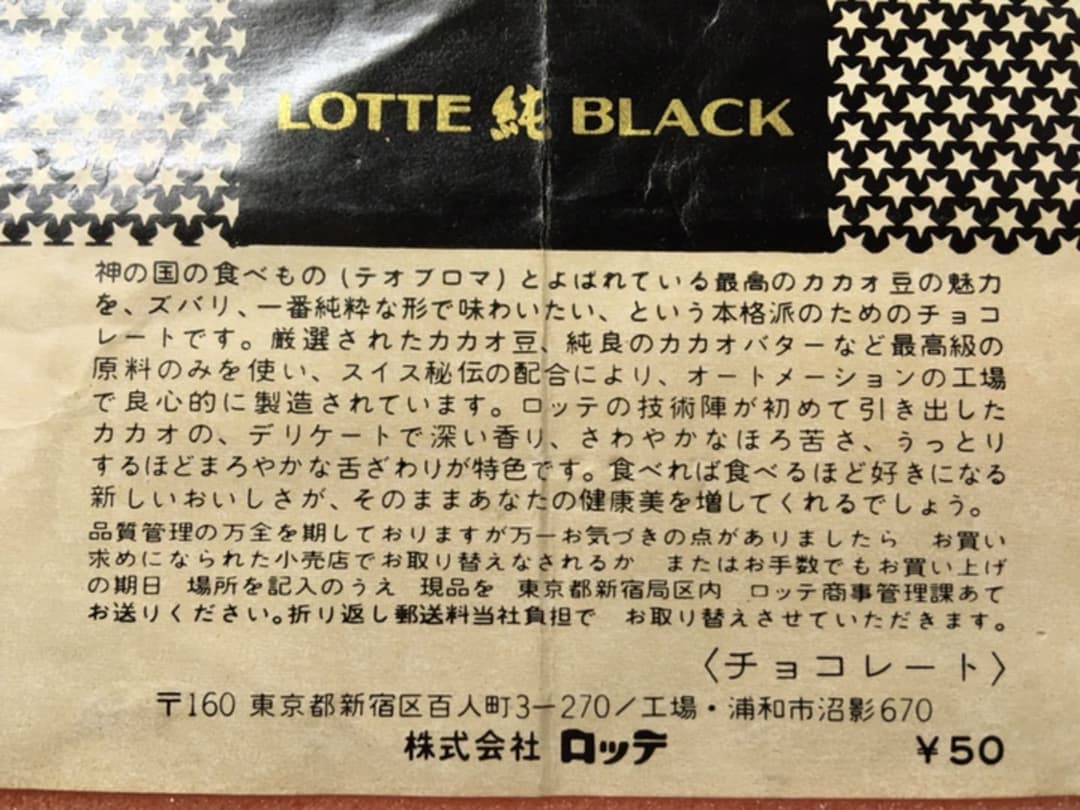 LOTTE 純 BLACK
神の国の食べもの (テオブロマ) とよばれている最高のカカオ豆の魅力
を、ズバリ、一番純粋な形で味わいたい、という本格派のためのチョコ
レートです。厳選されたカカオ豆、純良のカカオバターなど最高級の
原料のみを使い、スイス秘伝の配合により、オートメーションの工場
で良心的に製造されています。ロッテの技術陣が初めて引き出した
カカオの、デリケートで深い香り、さわやかなほろ苦さ、うっとり
するほどまろやかな舌ざわりが特色です。食べれば食べるほど好きになる
新しいおいしさが、そのままあなたの健康美を増してくれるでしょう。
品質管理の万全を期しておりますが万一お気づきの点がありましたら　お買い
求めになられた小売店でお取り替えなされるか　またはお手数でもお買い上げ
の期日　場所を記入のうえ　現品を　東京都新宿局区内　ロッテ商事管理課あて
お送りください。折り返し郵送料当社負担で　お取り替えさせていただきます。
〈チョコレート〉
〒160 東京都新宿区百人町3-270/工場・浦和市沼影670
株式会社 ロッテ ¥50